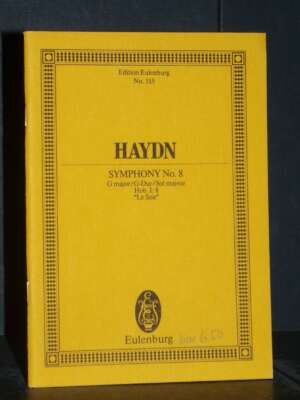 Edition Eulenburg
No. 515
HAYDN
SYMPHONY No. 8
G major/G-Dur/Sol majeur
Hob. I: 8
"Le Soir"
Eulenburg